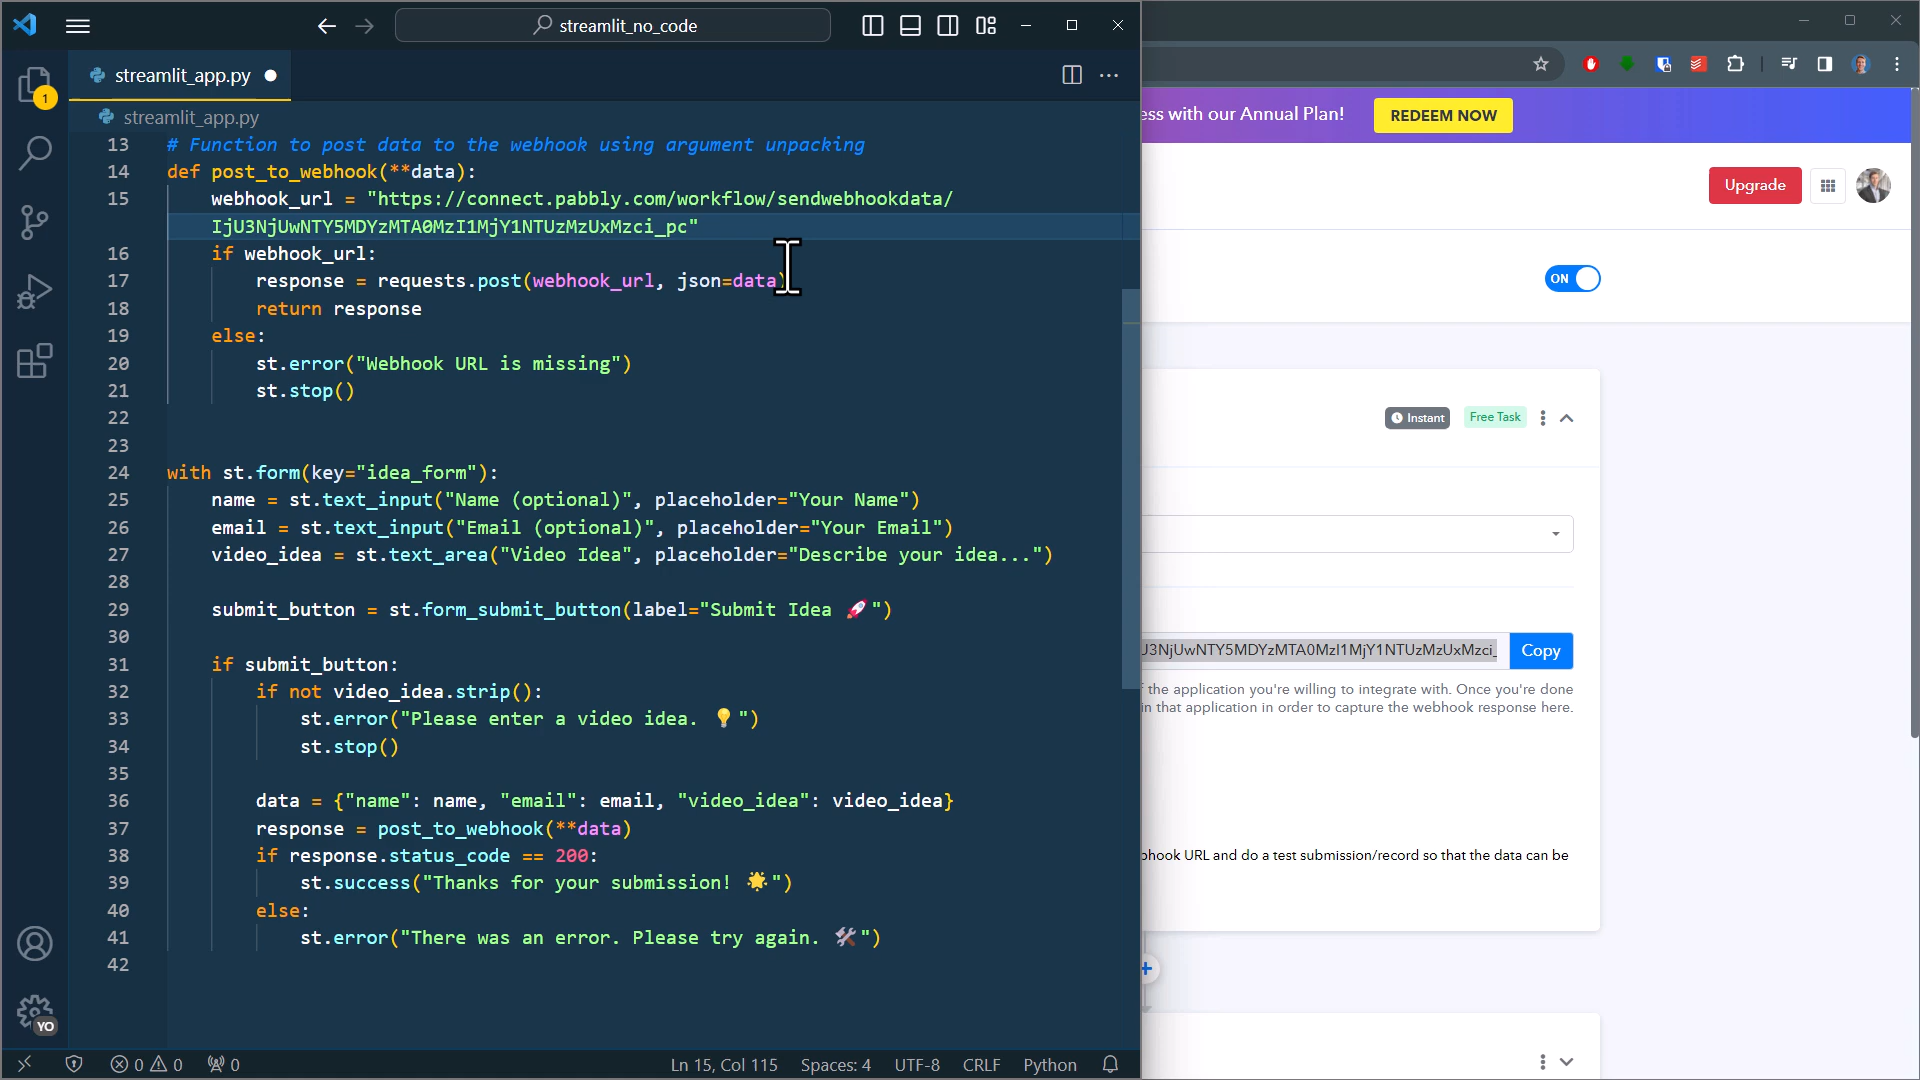 streamlit_no_code
streamlit_app.py
1
streamlit_app.py
13 # Function to post data to the webhook using argument unpacking
14 def post_to_webhook(**data):
15 webhook_url = "https://connect.pabbly.com/workflow/sendwebhookdata/
IjU3NjUwNTY5MDYzMTA0MzI1MjY1NTUzMzUxMzci_pc"
16 if webhook_url:
17 response = requests.post(webhook_url, json=data)
18 return response
19 else:
20 st.error("Webhook URL is missing")
21 st.stop()
22
23
24 with st.form(key="idea_form"):
25 name = st.text_input("Name (optional)", placeholder="Your Name")
26 email = st.text_input("Email (optional)", placeholder="Your Email")
27 video_idea = st.text_area("Video Idea", placeholder="Describe your idea...")
28
29 submit_button = st.form_submit_button(label="Submit Idea 🚀")
30
31 if submit_button:
32 if not video_idea.strip():
33 st.error("Please enter a video idea. 💡")
34 st.stop()
35
36 data = {"name": name, "email": email, "video_idea": video_idea}
37 response = post_to_webhook(**data)
38 if response.status_code == 200:
39 st.success("Thanks for your submission! 🌟")
40 else:
41 st.error("There was an error. Please try again. 🛠️")
42
YO
0 0 0 Ln 15, Col 115 Spaces: 4 UTF-8 CRLF Python
ess with our Annual Plan! REDEEM NOW
Upgrade
ON
Instant Free Task
U3NjUwNTY5MDYzMTA0MzI1MjY1NTUzMzUxMzci_ Copy
the application you're willing to integrate with. Once you're done
in that application in order to capture the webhook response here.
bhook URL and do a test submission/record so that the data can be